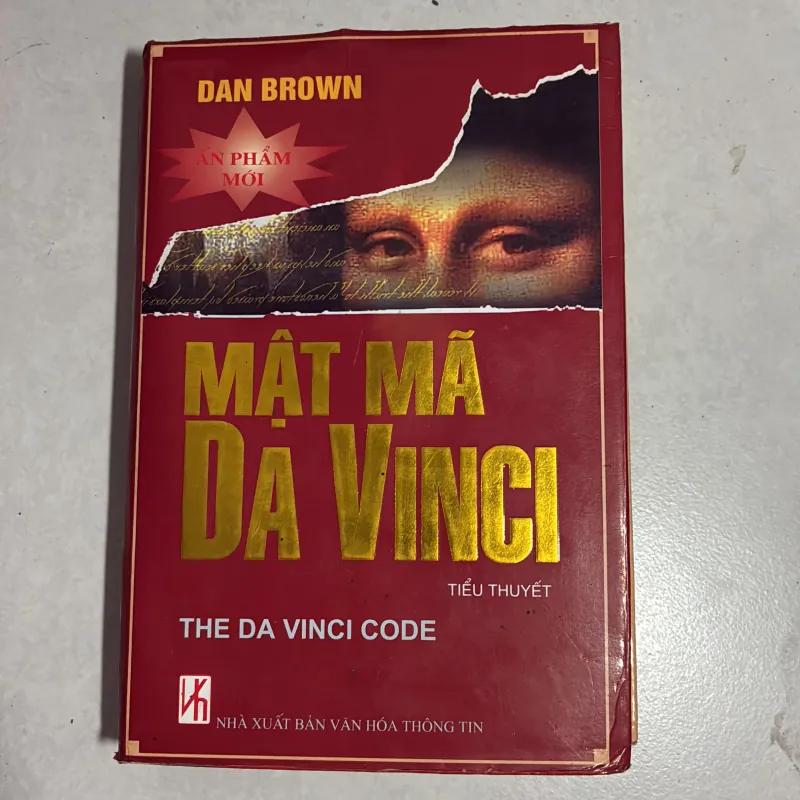 DAN BROWN
ẤN PHẨM
MỚI
MẬT MÃ
DA VINCI
TIỂU THUYẾT
THE DA VINCI CODE
NHÀ XUẤT BẢN VĂN HÓA THÔNG TIN